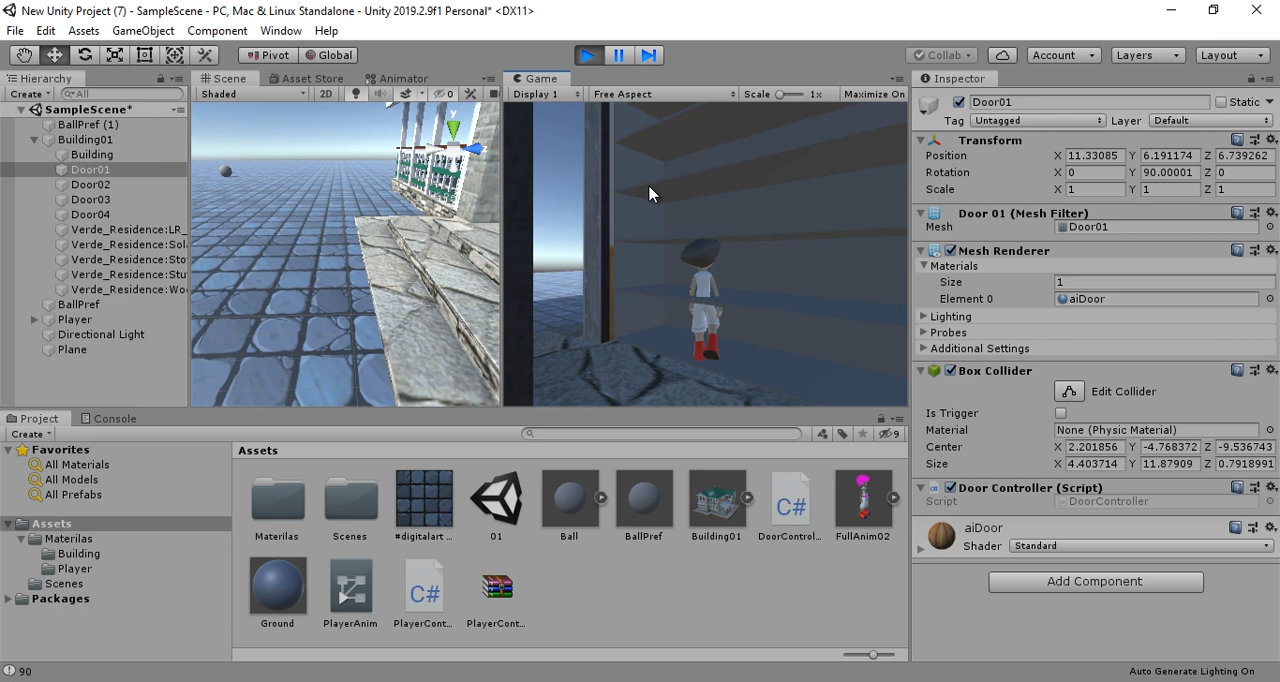 New Unity Project (7) - SampleScene - PC, Mac & Linux Standalone - Unity 2019.2.9f1 Personal* <DX11>
File Edit Assets GameObject Component Window Help
Pivot Global Collab Account Layers Layout
Hierarchy Scene Asset Store Animator Game Inspector
Create All Shaded 2D 0 Display 1 Free Aspect Scale 1x Maximize On
SampleScene*
BallPref (1)
Building01
Building
Door01
Door02
Door03
Door04
Verde_Residence:LR_
Verde_Residence:Sol
Verde_Residence:Sto
Verde_Residence:Stu
Verde_Residence:Wo
BallPref
Player
Directional Light
Plane
y
Door01 Static
Tag Untagged Layer Default
Transform
Position X 11.33085 Y 6.191174 Z 6.739262
Rotation X 0 Y 90.00001 Z 0
Scale X 1 Y 1 Z 1
Door 01 (Mesh Filter)
Mesh Door01
Mesh Renderer
Materials
Size 1
Element 0 aiDoor
Lighting
Probes
Additional Settings
Box Collider
Edit Collider
Is Trigger
Material None (Physic Material)
Center X 2.201856 Y -4.768372 Z -9.536743
Size X 4.403714 Y 11.87909 Z 0.7918991
Door Controller (Script)
Script DoorController
aiDoor
Shader Standard
Add Component
Project Console
Create 9
Favorites
All Materials
All Models
All Prefabs
Assets
Materilas
Building
Player
Scenes
Packages
Assets
Materilas Scenes #digitalart ... 01 Ball BallPref Building01 DoorControl... FullAnim02
C#
Ground PlayerAnim PlayerCont... PlayerCont...
C#
90
Auto Generate Lighting On